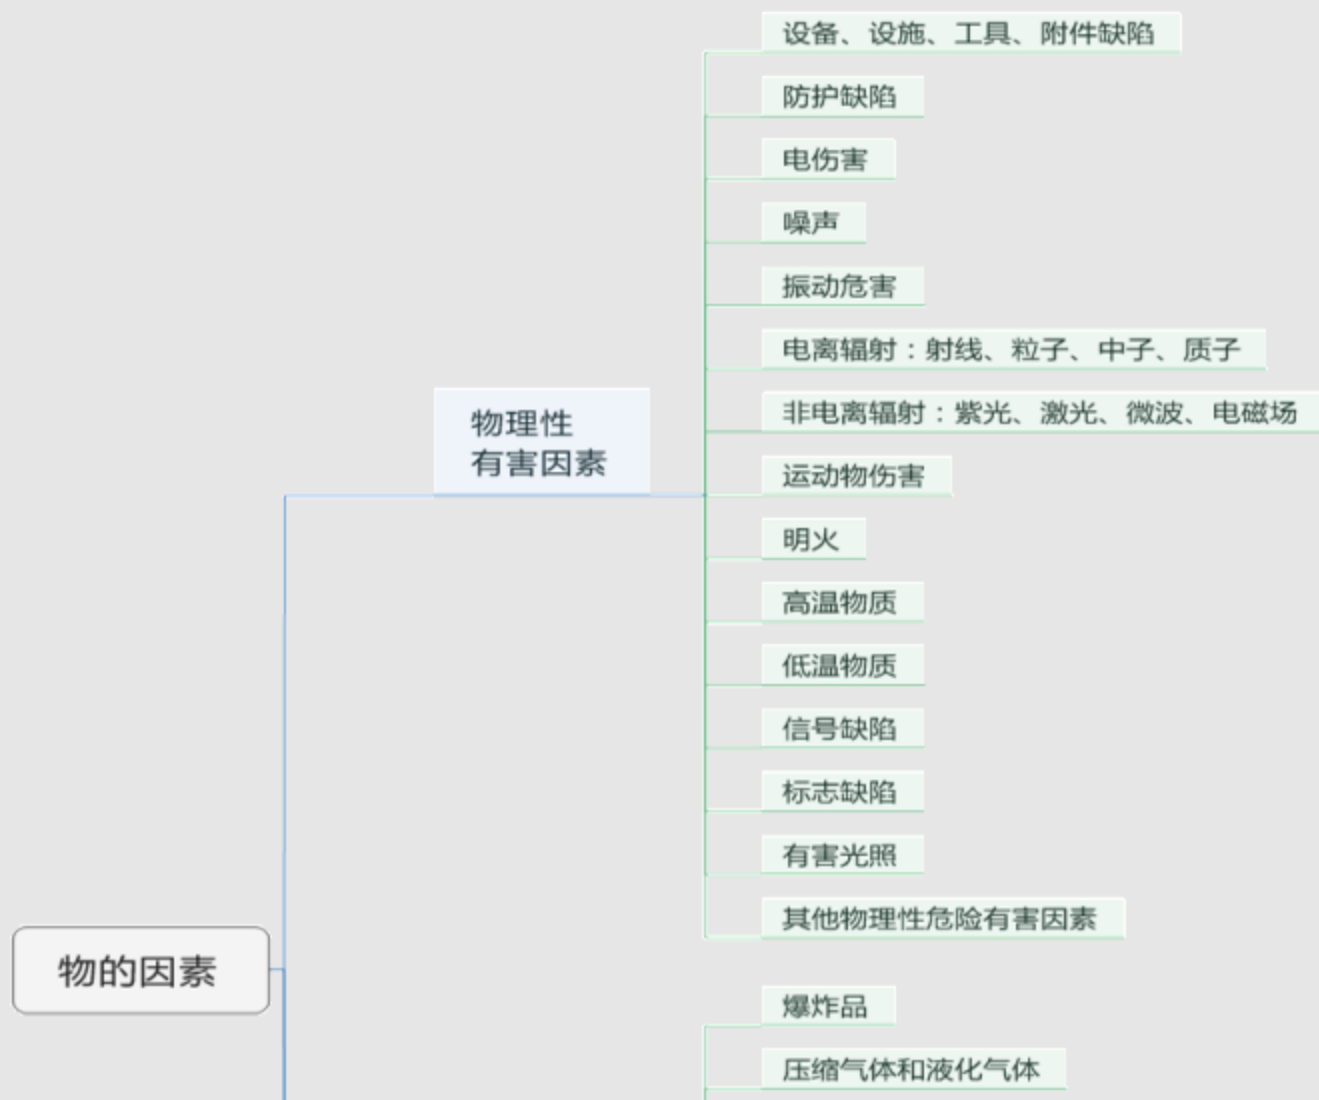 设备、设施、工具、附件缺陷
防护缺陷
电伤害
噪声
振动危害
电离辐射：射线、粒子、中子、质子
非电离辐射：紫光、激光、微波、电磁场
物理性
有害因素
运动物伤害
明火
高温物质
低温物质
信号缺陷
标志缺陷
有害光照
其他物理性危险有害因素
物的因素
爆炸品
压缩气体和液化气体